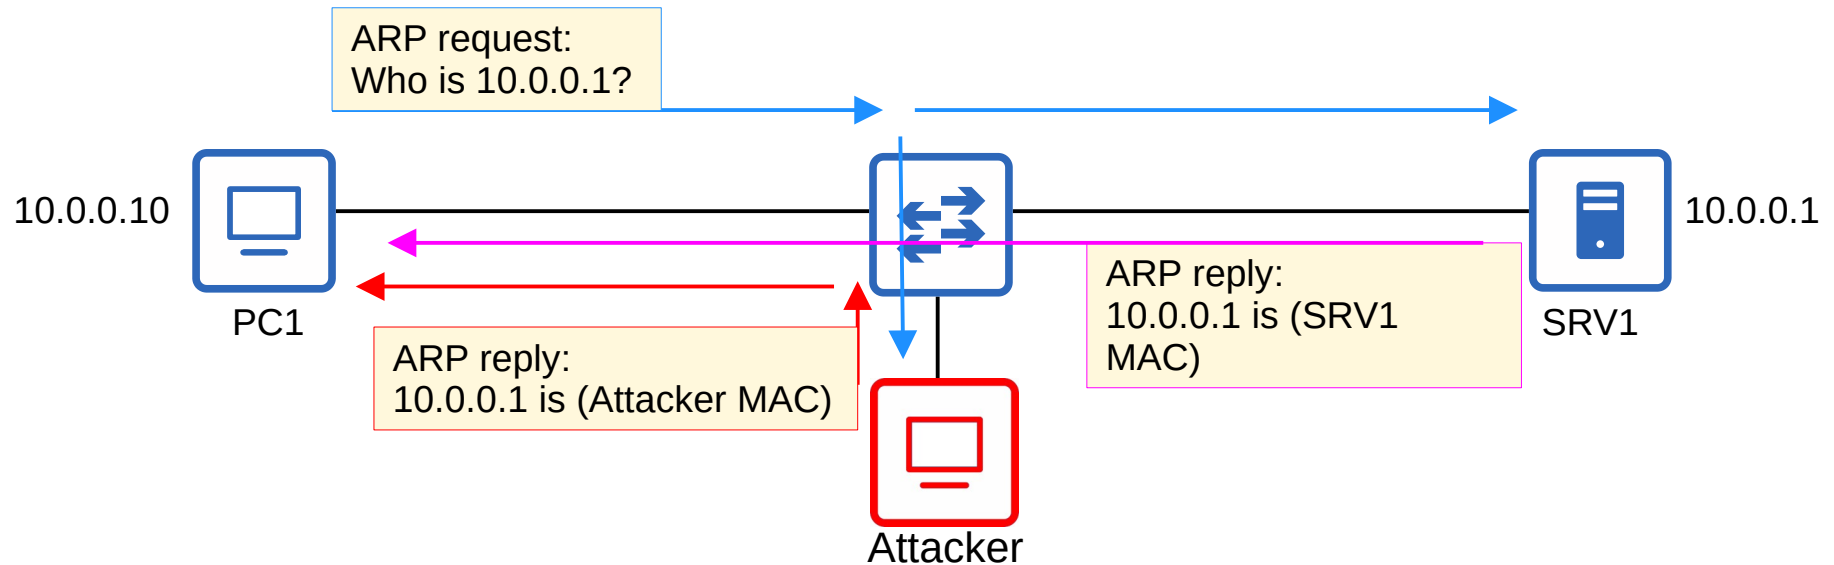 ARP request:
Who is 10.0.0.1?
10.0.0.10
10.0.0.1
PC1
SRV1
ARP reply:
10.0.0.1 is (SRV1
MAC)
ARP reply:
10.0.0.1 is (Attacker MAC)
Attacker